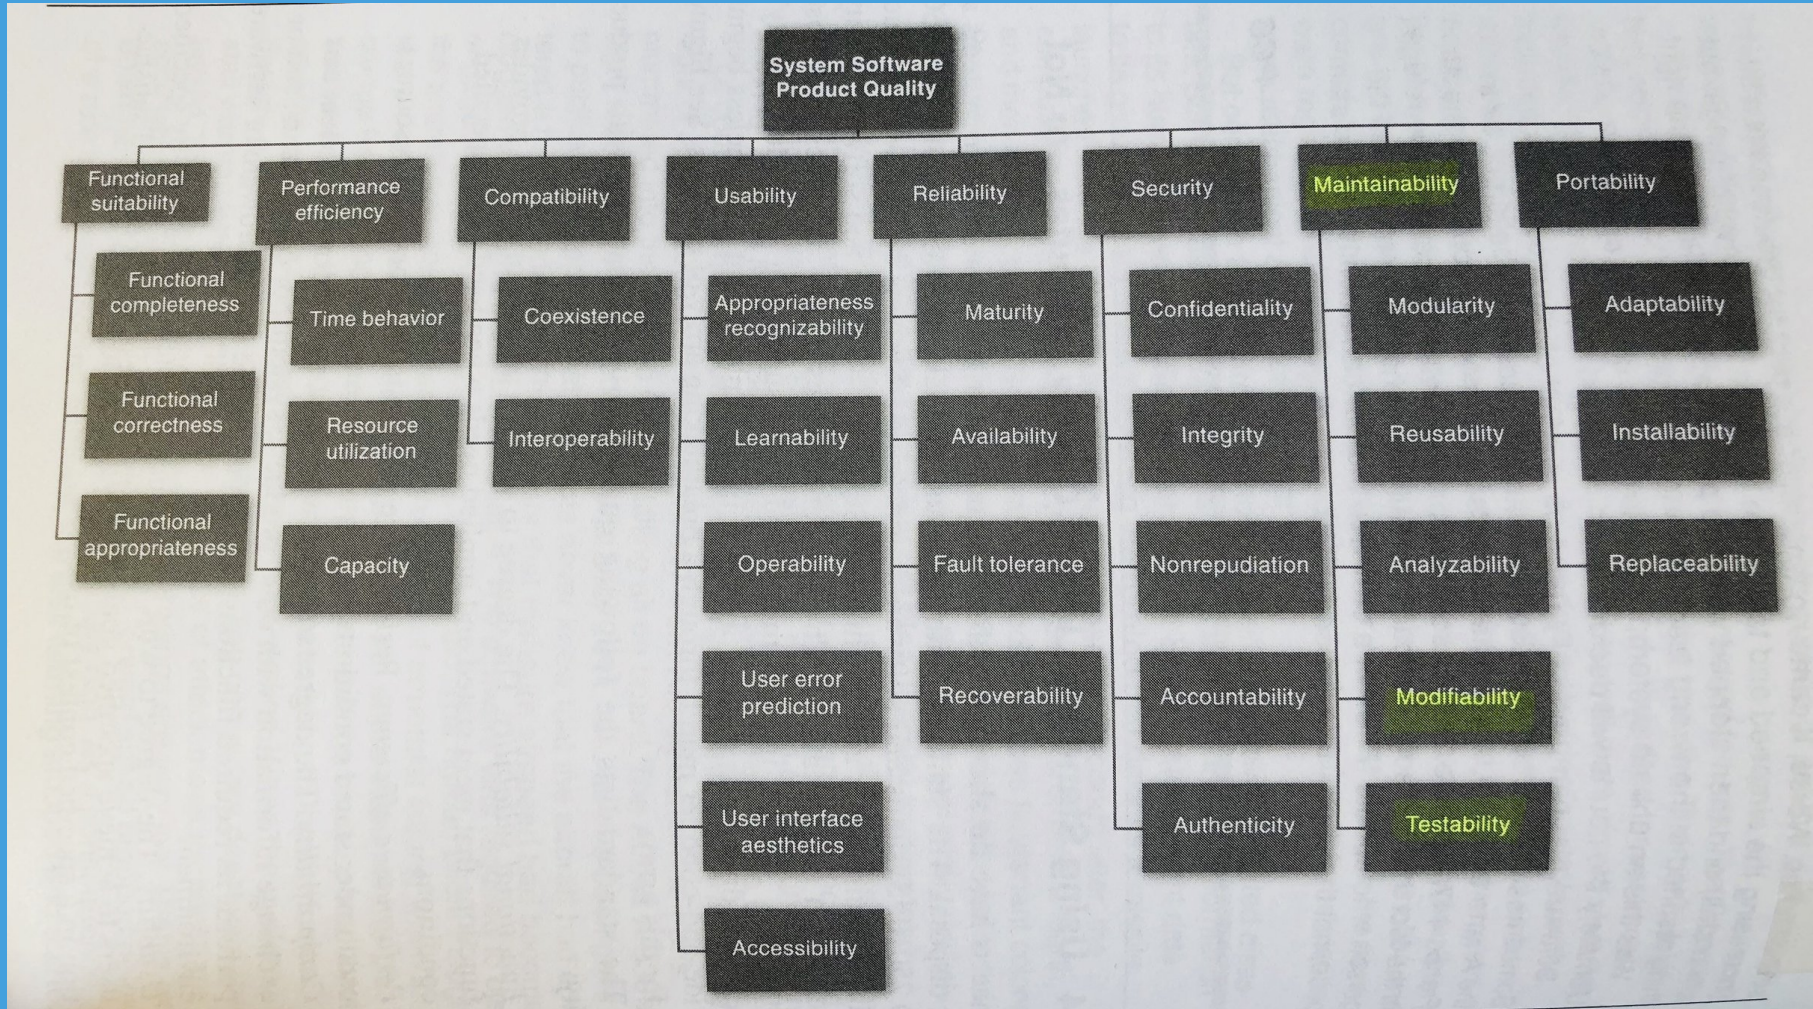 System Software
Product Quality
Functional
suitability
Performance
efficiency
Compatibility
Usability
Reliability
Security
Maintainability
Portability
Functional
completeness
Functional
correctness
Functional
appropriateness
Time behavior
Resource
utilization
Capacity
Coexistence
Interoperability
Appropriateness
recognizability
Learnability
Operability
User error
prediction
User interface
aesthetics
Accessibility
Maturity
Availability
Fault tolerance
Recoverability
Confidentiality
Integrity
Nonrepudiation
Accountability
Authenticity
Modularity
Reusability
Analyzability
Modifiability
Testability
Adaptability
Installability
Replaceability